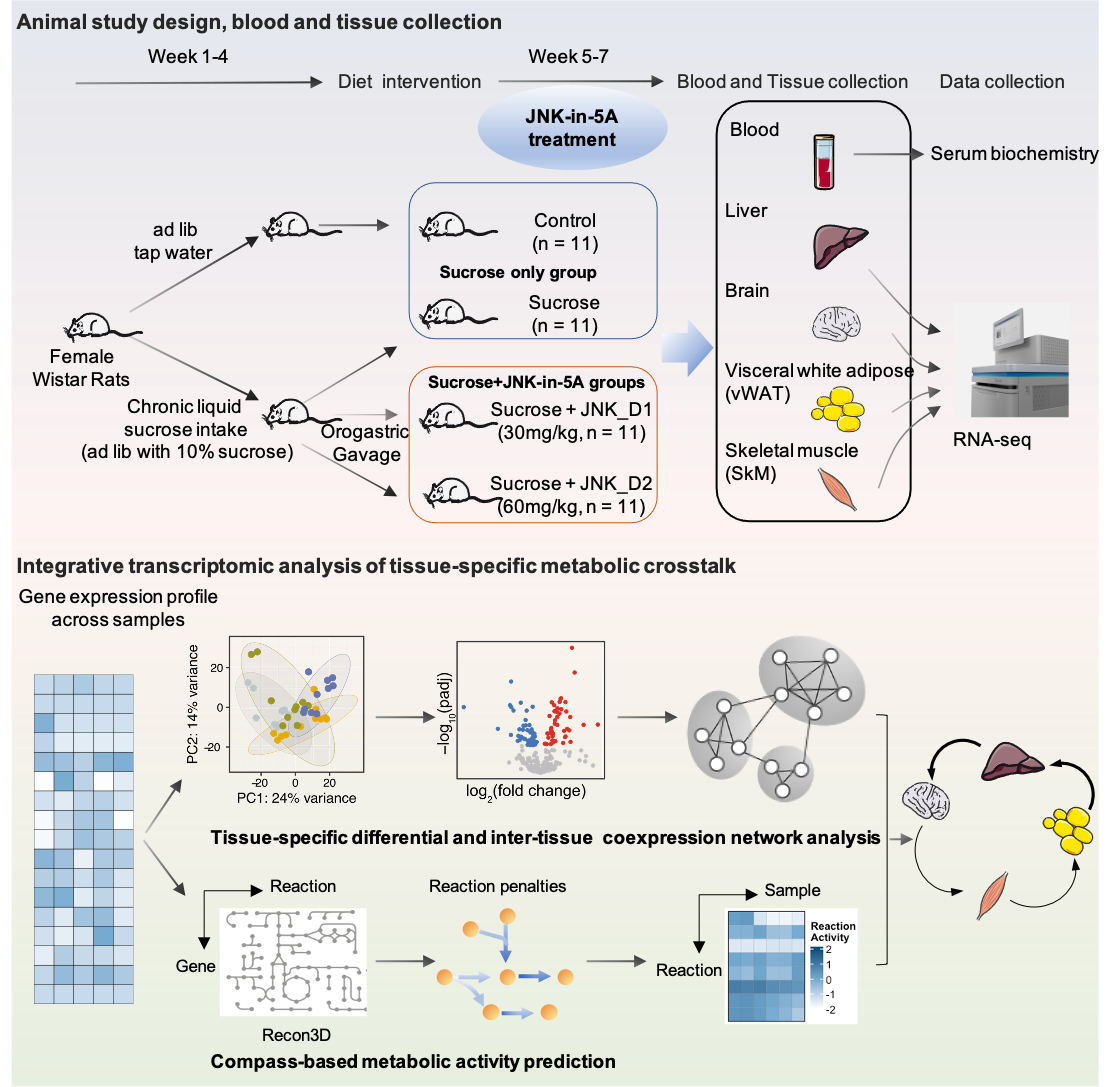 Animal study design, blood and tissue collection
Week 1-4
Week 5-7
Diet intervention
Blood and Tissue collection
Data collection
JNK-in-5A
treatment
Blood
Serum biochemistry
Liver
Brain
Visceral white adipose
(vWAT)
Skeletal muscle
(SkM)
RNA-seq
ad lib
tap water
Control
(n = 11)
Sucrose only group
Sucrose
(n = 11)
Female
Wistar Rats
Chronic liquid
sucrose intake
(ad lib with 10% sucrose)
Orogastric
Gavage
Sucrose+JNK-in-5A groups
Sucrose + JNK_D1
(30mg/kg, n = 11)
Sucrose + JNK_D2
(60mg/kg, n = 11)
Integrative transcriptomic analysis of tissue-specific metabolic crosstalk
Gene expression profile
across samples
PC2: 14% variance
20
0
-20
-20 0 20
PC1: 24% variance
−log10(padj)
log2(fold change)
Tissue-specific differential and inter-tissue coexpression network analysis
Reaction
Gene
Recon3D
Reaction penalties
Sample
Reaction
Reaction
Activity
2
1
0
-1
-2
Compass-based metabolic activity prediction